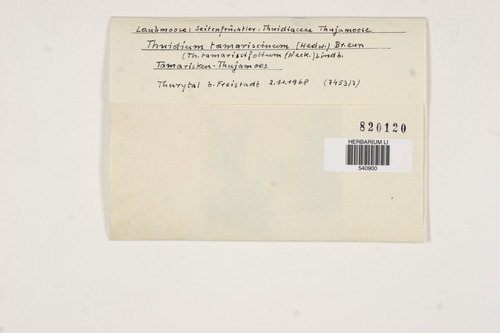 Laubmoose: Seitenfrüchtler: Thuidiaceae Thujamoose
Thuidium tamariscinum (Hedw.) Br.eur.
(Th. tamariscifolium (Neck.) Lindb.
Tamarisken-Thujamoos
Thurytal b. Freistadt 2.11.1968 (7453/3)
820120
HERBARIUM LI
540900